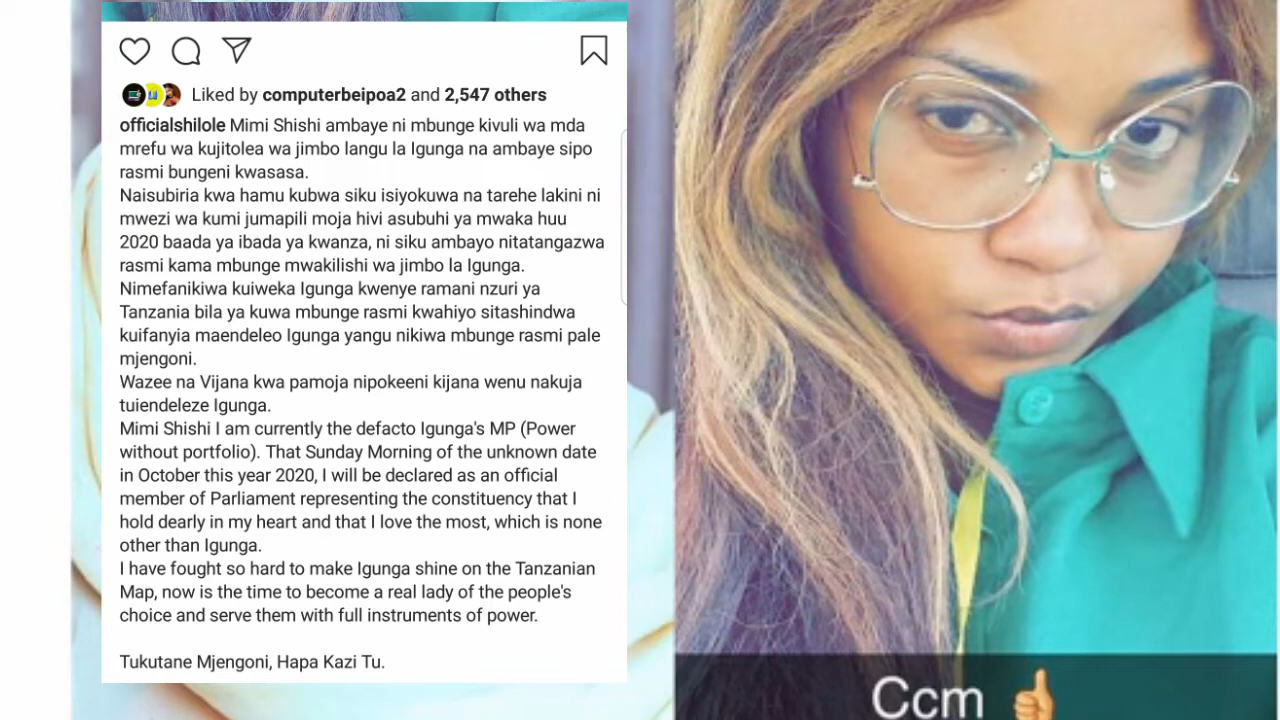 Liked by computerbeipoa2 and 2,547 others
officialshilole Mimi Shishi ambaye ni mbunge kivuli wa mda
mrefu wa kujitolea wa jimbo langu la Igunga na ambaye sipo
rasmi bungeni kwasasa.
Naisubiria kwa hamu kubwa siku isiyokuwa na tarehe lakini ni
mwezi wa kumi jumapili moja hivi asubuhi ya mwaka huu
2020 baada ya ibada ya kwanza, ni siku ambayo nitatangazwa
rasmi kama mbunge mwakilishi wa jimbo la Igunga.
Nimefanikiwa kuiweka Igunga kwenye ramani nzuri ya
Tanzania bila ya kuwa mbunge rasmi kwahiyo sitashindwa
kuifanyia maendeleo Igunga yangu nikiwa mbunge rasmi pale
mjengoni.
Wazee na Vijana kwa pamoja nipokeeni kijana wenu nakuja
tuiendeleze Igunga.
Mimi Shishi I am currently the defacto Igunga's MP (Power
without portfolio). That Sunday Morning of the unknown date
in October this year 2020, I will be declared as an official
member of Parliament representing the constituency that I
hold dearly in my heart and that I love the most, which is none
other than Igunga.
I have fought so hard to make Igunga shine on the Tanzanian
Map, now is the time to become a real lady of the people's
choice and serve them with full instruments of power.
Tukutane Mjengoni, Hapa Kazi Tu.
Ccm 👍